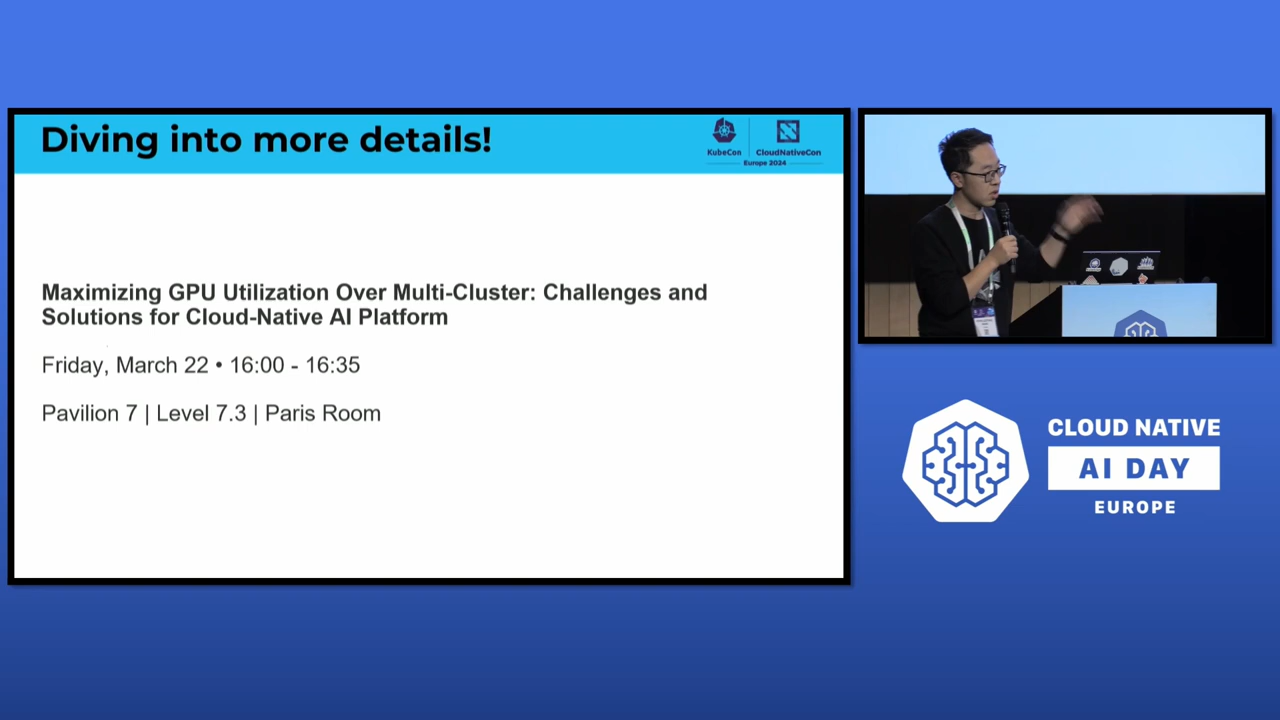 Diving into more details!
KubeCon
CloudNativeCon
Europe 2024
Maximizing GPU Utilization Over Multi-Cluster: Challenges and
Solutions for Cloud-Native AI Platform
Friday, March 22 • 16:00 - 16:35
Pavilion 7 | Level 7.3 | Paris Room
CLOUD NATIVE
AI DAY
EUROPE